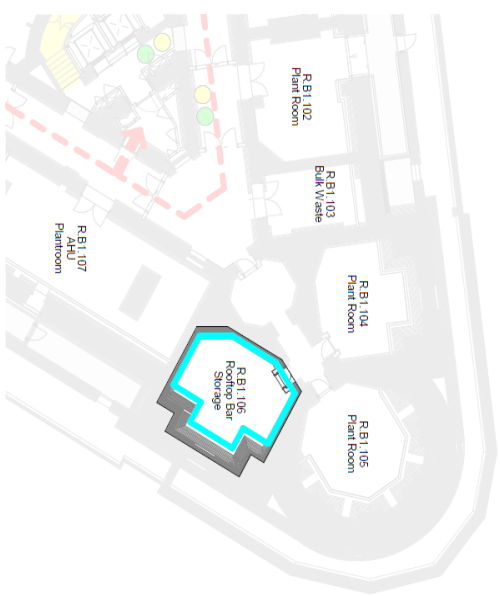 R.B1.102
Plant Room
R.B1.103
Bulk Waste
R.B1.104
Plant Room
R.B1.107
AHU
Plantroom
R.B1.106
Rooftop Bar
Storage
R.B1.105
Plant Room